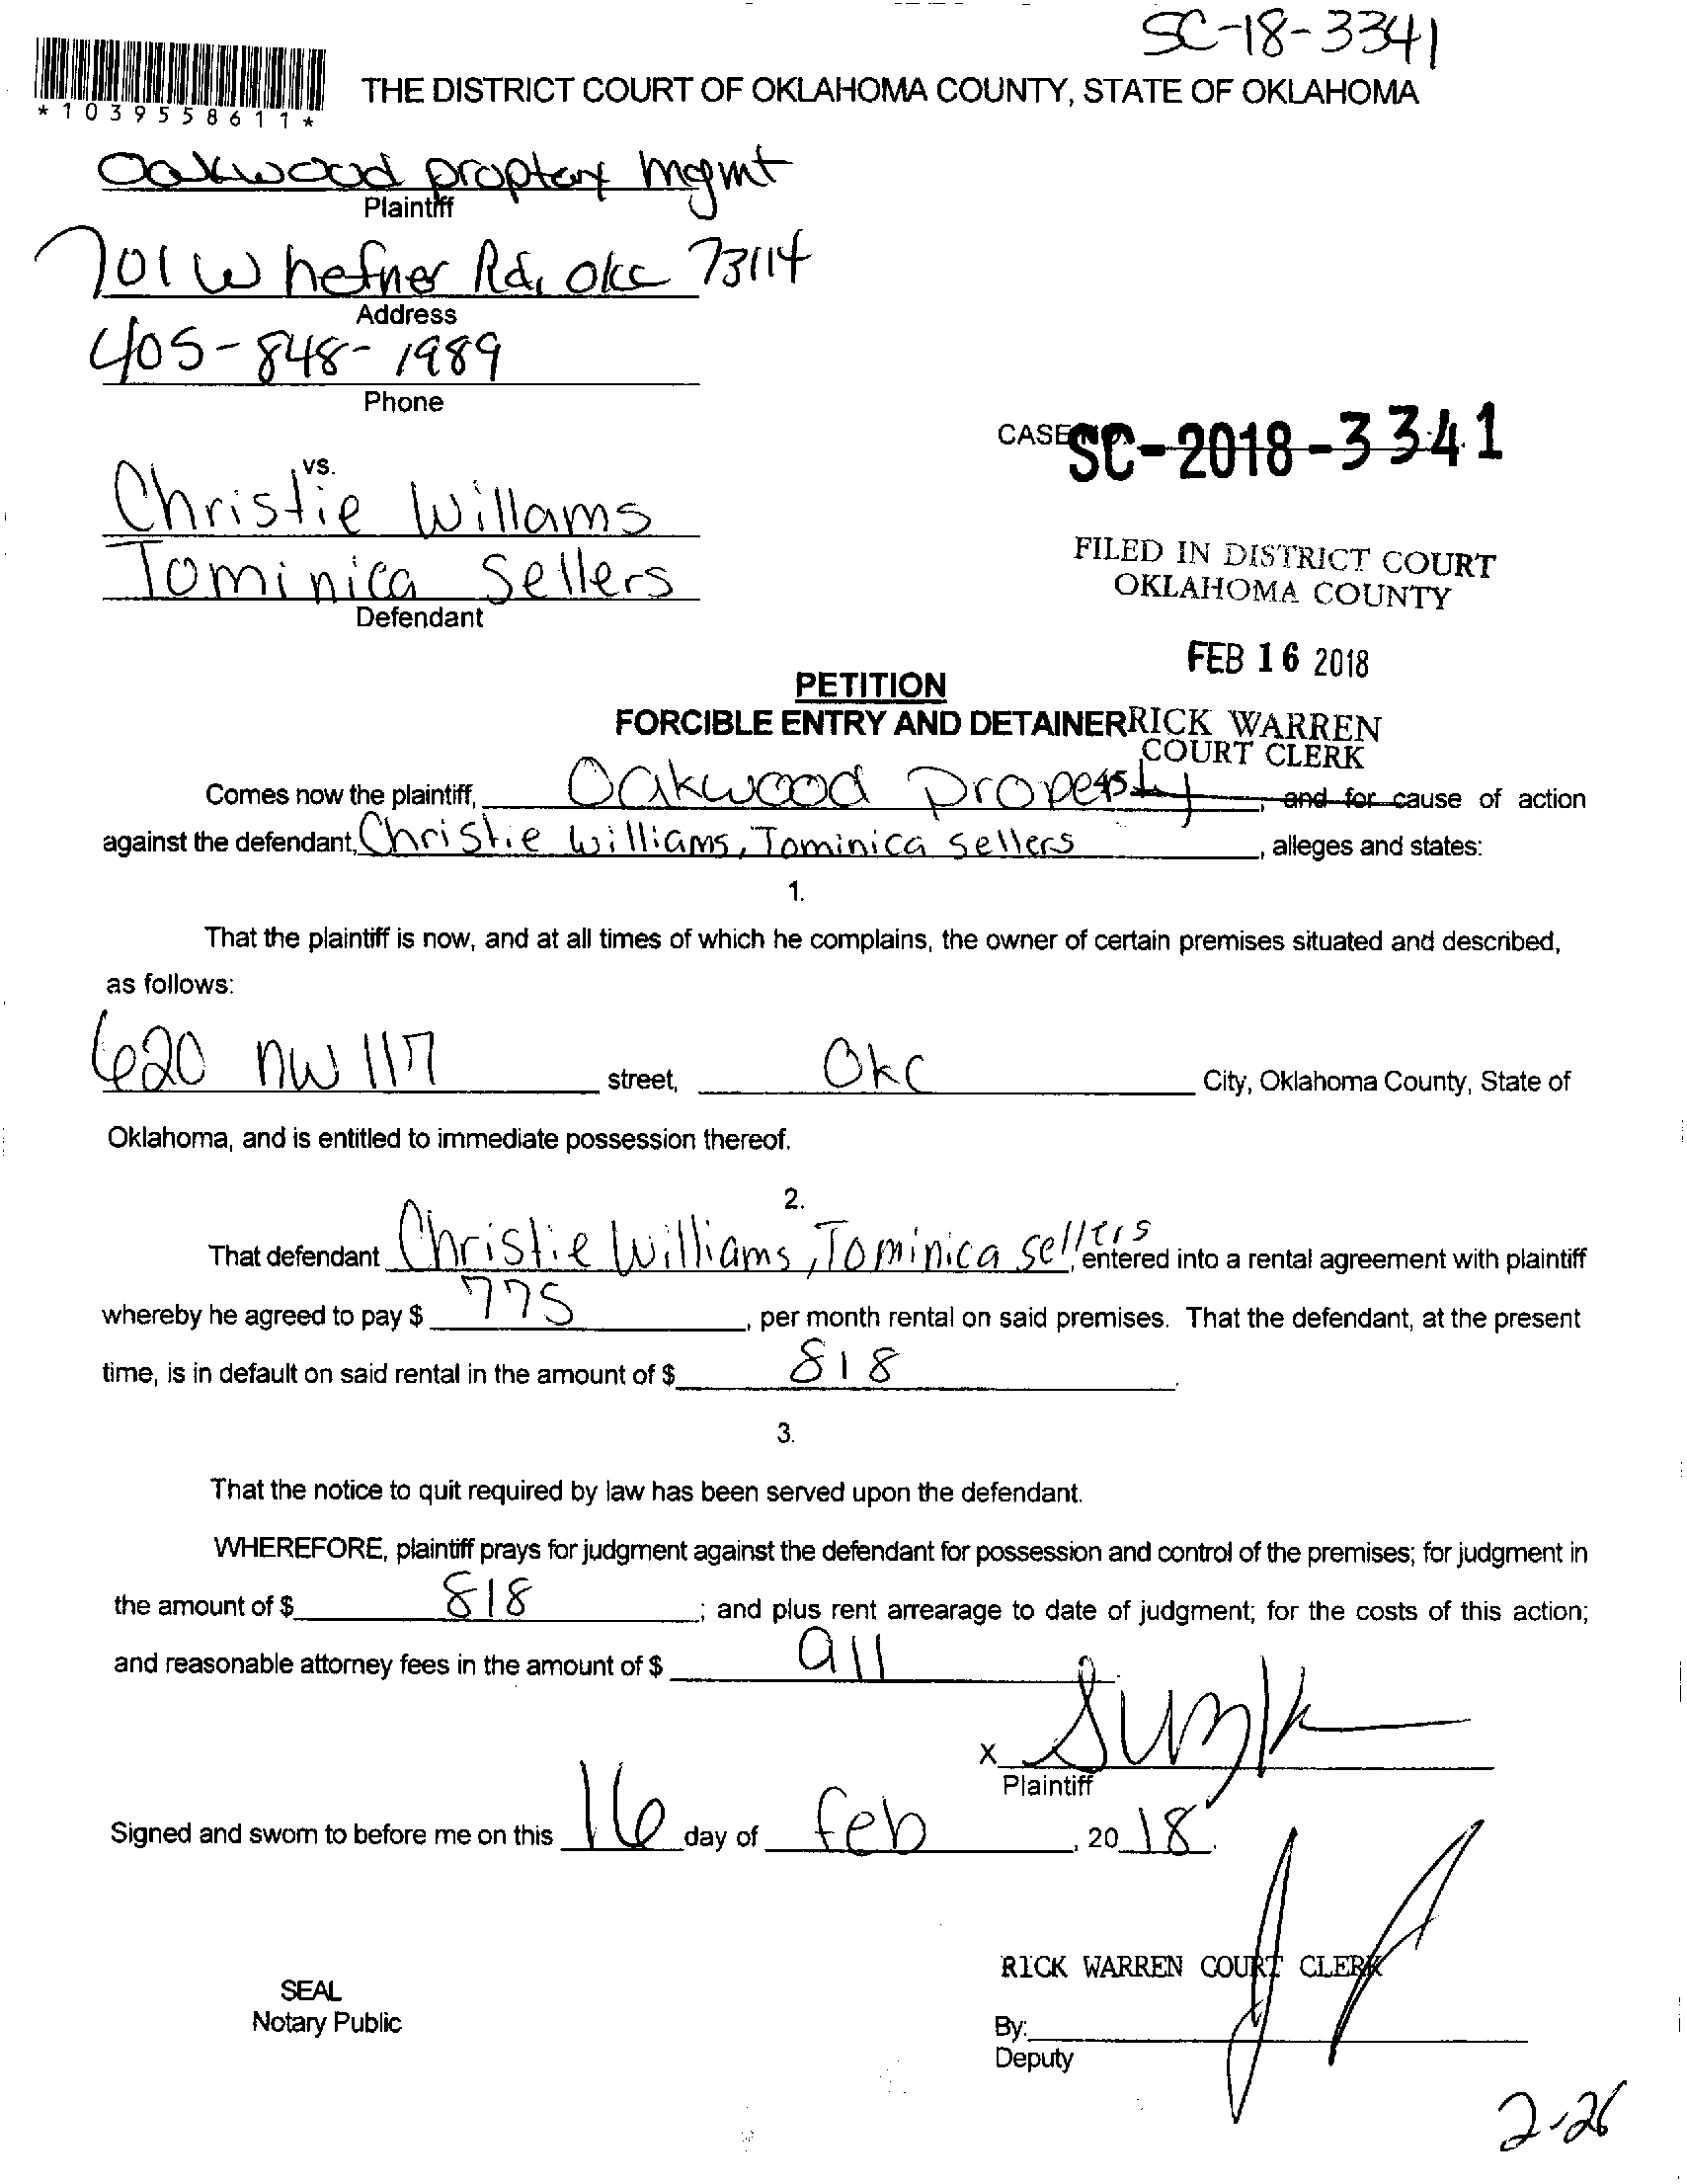 SC-18-3341
*1039558611*
THE DISTRICT COURT OF OKLAHOMA COUNTY, STATE OF OKLAHOMA
Oakwood proptery mgmt
Plaintiff
701 W hefner Rd, okc 73114
Address
405-848-1989
Phone
CASE SC-2018-3341
vs.
Christie Willams
Tominica Sellers
Defendant
FILED IN DISTRICT COURT
OKLAHOMA COUNTY
FEB 16 2018
PETITION
FORCIBLE ENTRY AND DETAINER
RICK WARREN
COURT CLERK
45
Comes now the plaintiff, Oakwood Property, and for cause of action
against the defendant, Christie Williams, Tominica Sellers, alleges and states:
1.
That the plaintiff is now, and at all times of which he complains, the owner of certain premises situated and described,
as follows:
620 NW 117 street, OKC City, Oklahoma County, State of
Oklahoma, and is entitled to immediate possession thereof.
2.
That defendant Christie Williams, Tominica Sellers, entered into a rental agreement with plaintiff
whereby he agreed to pay $ 775, per month rental on said premises. That the defendant, at the present
time, is in default on said rental in the amount of $ 818.
3.
That the notice to quit required by law has been served upon the defendant.
WHEREFORE, plaintiff prays for judgment against the defendant for possession and control of the premises; for judgment in
the amount of $ 818; and plus rent arrearage to date of judgment; for the costs of this action;
and reasonable attorney fees in the amount of $ all
X
Plaintiff
Signed and sworn to before me on this 16 day of feb, 20 18.
RICK WARREN COURT CLERK
SEAL
Notary Public
By:
Deputy
2-26